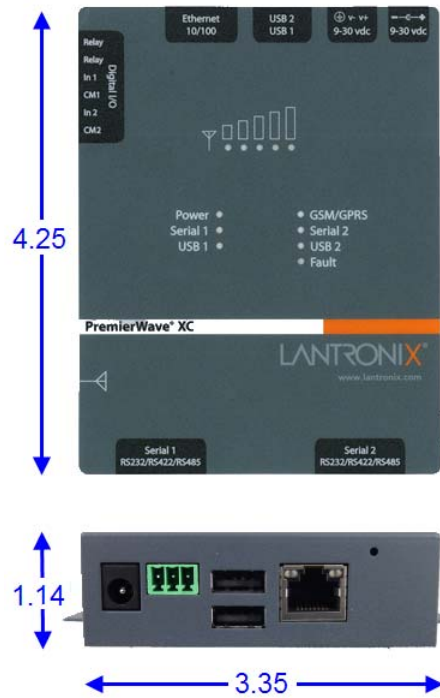 Ethernet
10/100
USB 2
USB 1
v- v+
9-30 vdc
9-30 vdc
Relay
Relay
In 1
CM1
In 2
CM2
Digital I/O
Power
GSM/GPRS
Serial 1
Serial 2
USB 1
USB 2
Fault
4.25
PremierWave® XC
LANTRONIX®
www.lantronix.com
Serial 1
RS232/RS422/RS485
Serial 2
RS232/RS422/RS485
1.14
3.35